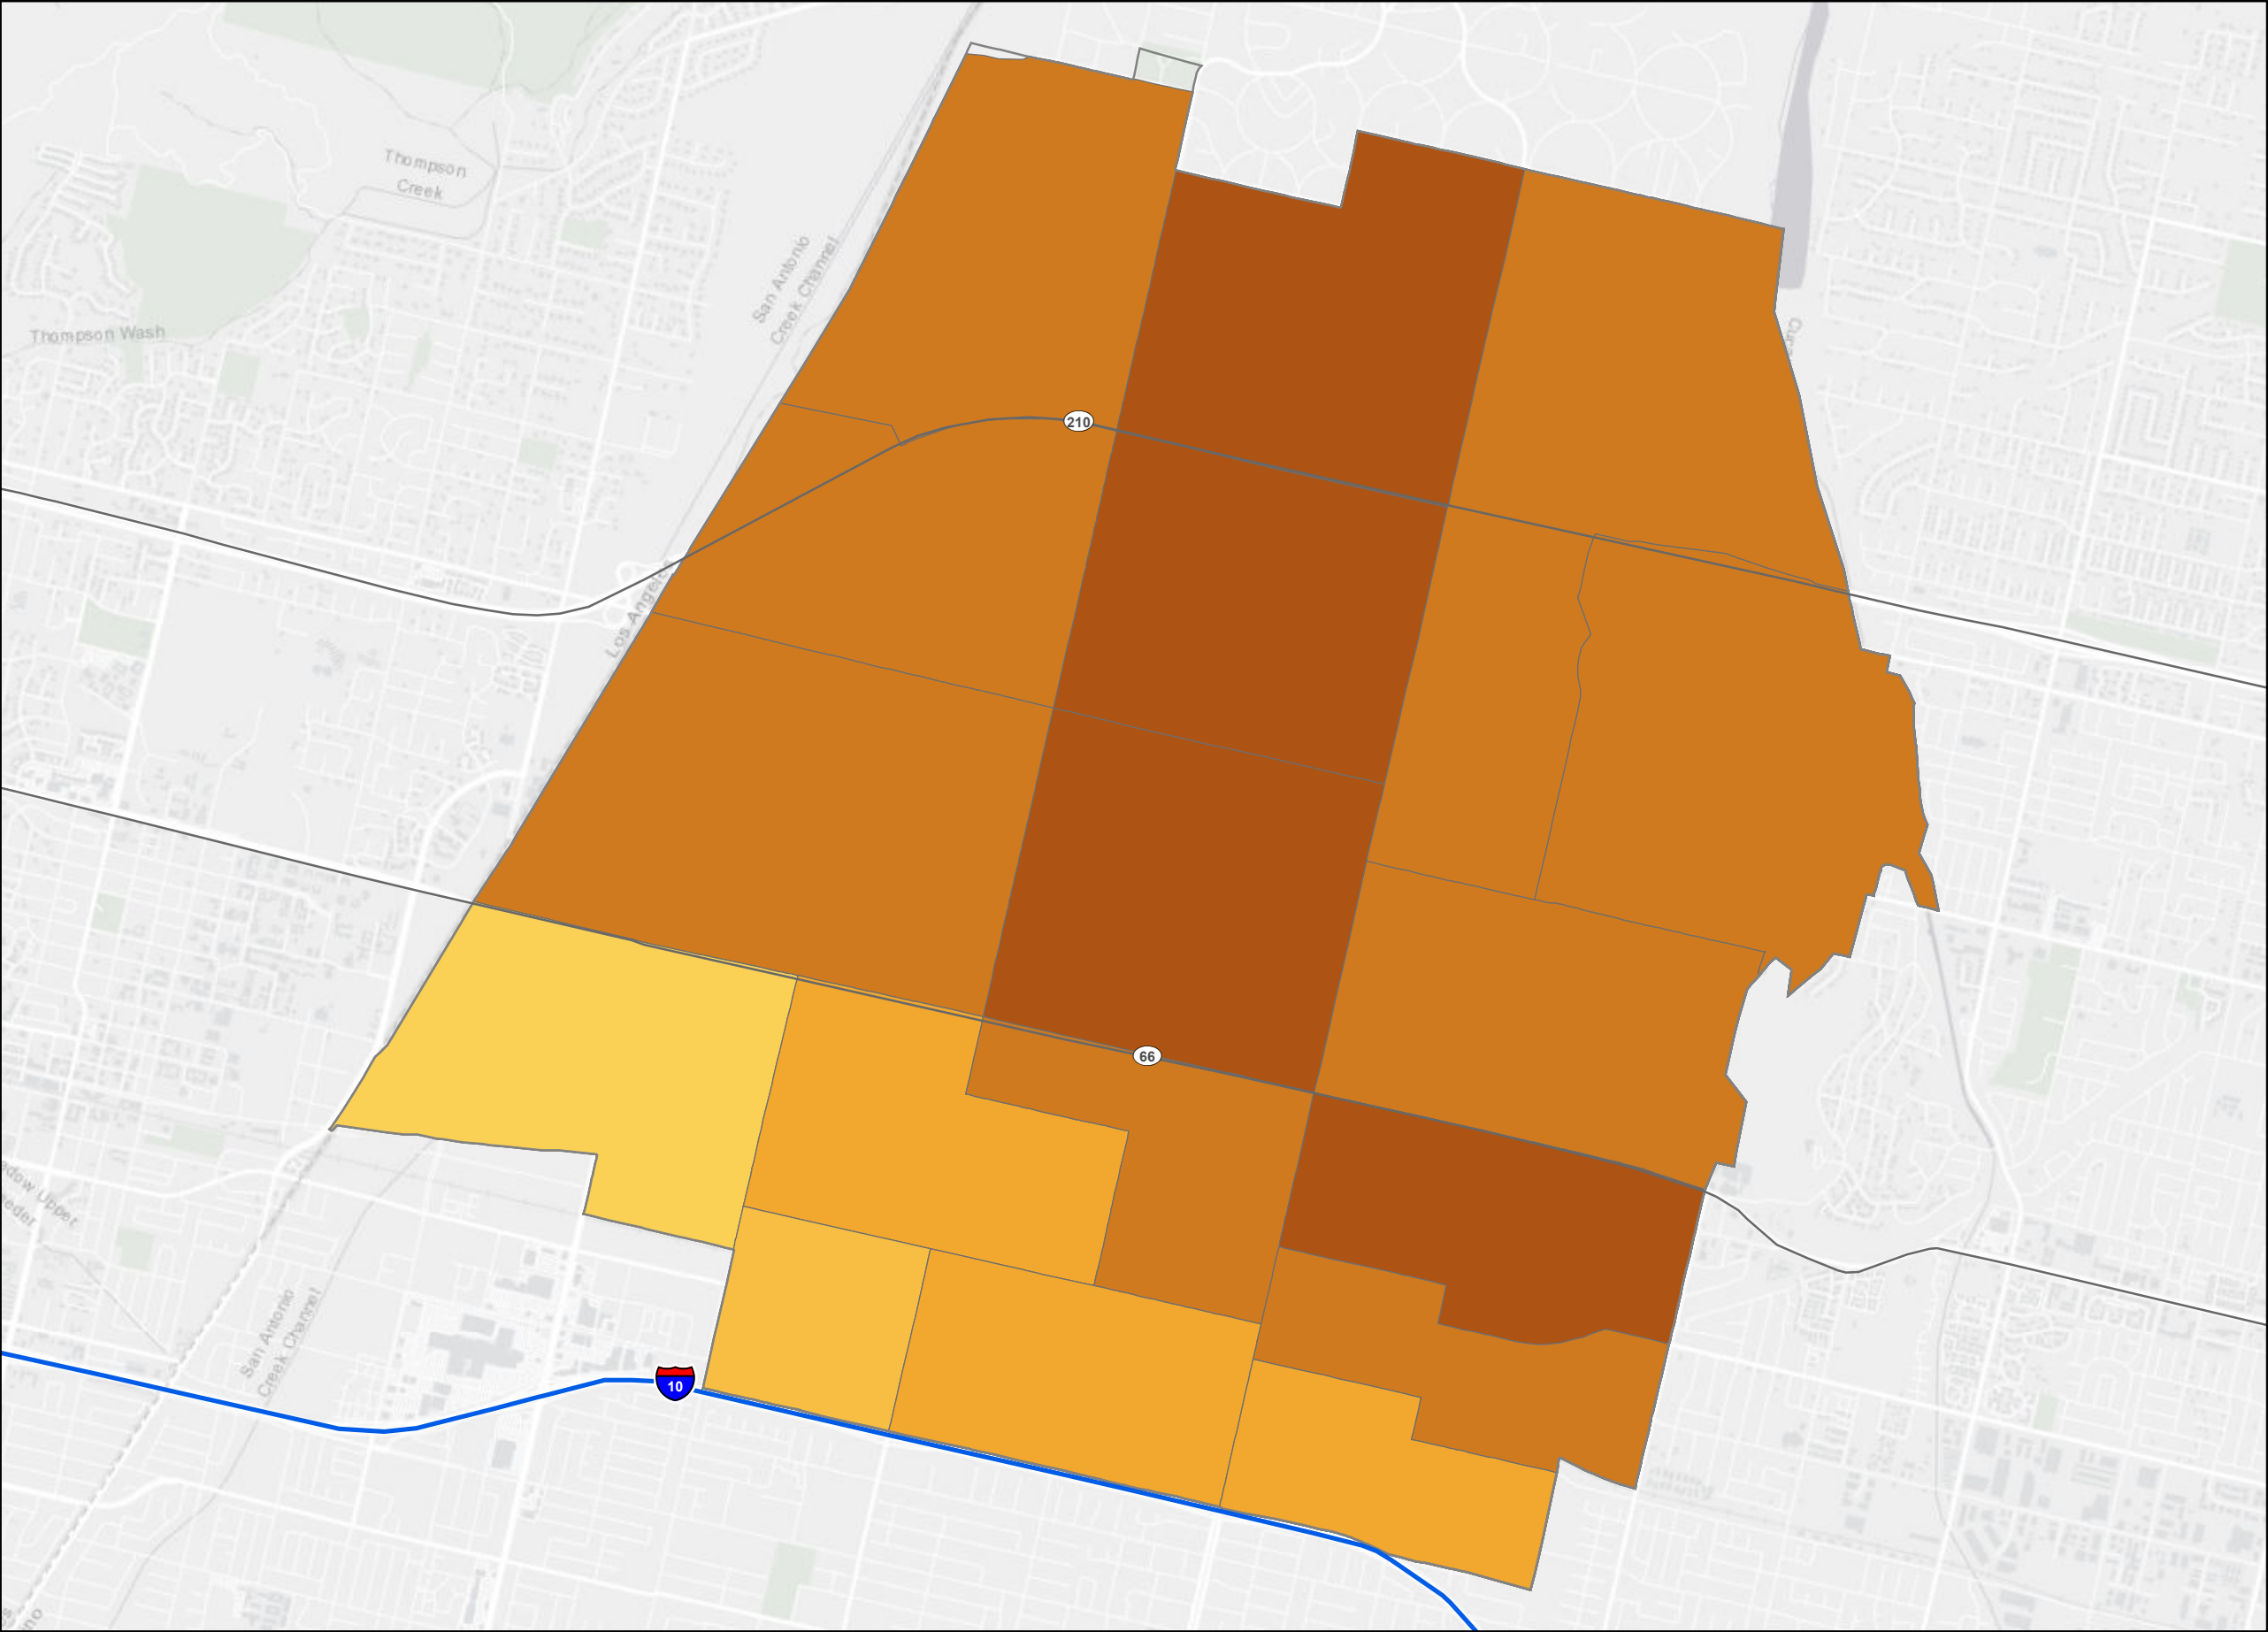 Thompson
Creek
San Antonio
Creek Channel
Thompson Wash
210
Los Angeles
66
San Antonio
Creek Channel
10